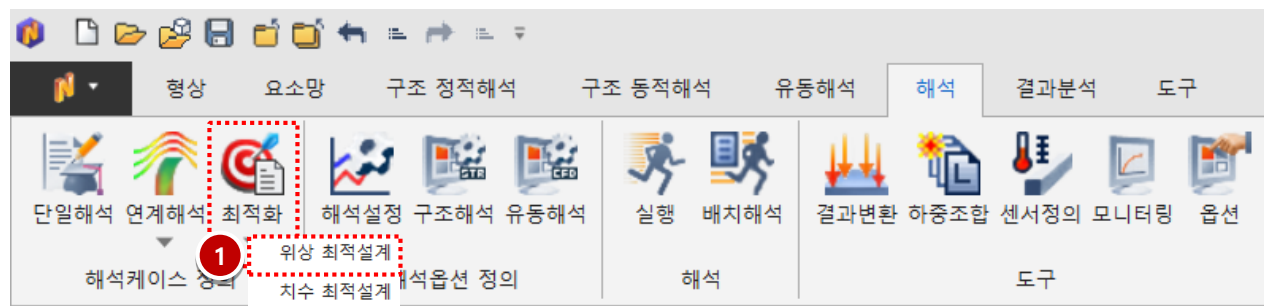 형상 요소망 구조 정적해석 구조 동적해석 유동해석 해석 결과분석 도구
단일해석 연계해석 최적화 해석설정 구조해석 유동해석 실행 배치해석 결과변환 하중조합 센서정의 모니터링 옵션
1 위상 최적설계
해석케이스 정의 해석옵션 정의 해석 도구
치수 최적설계